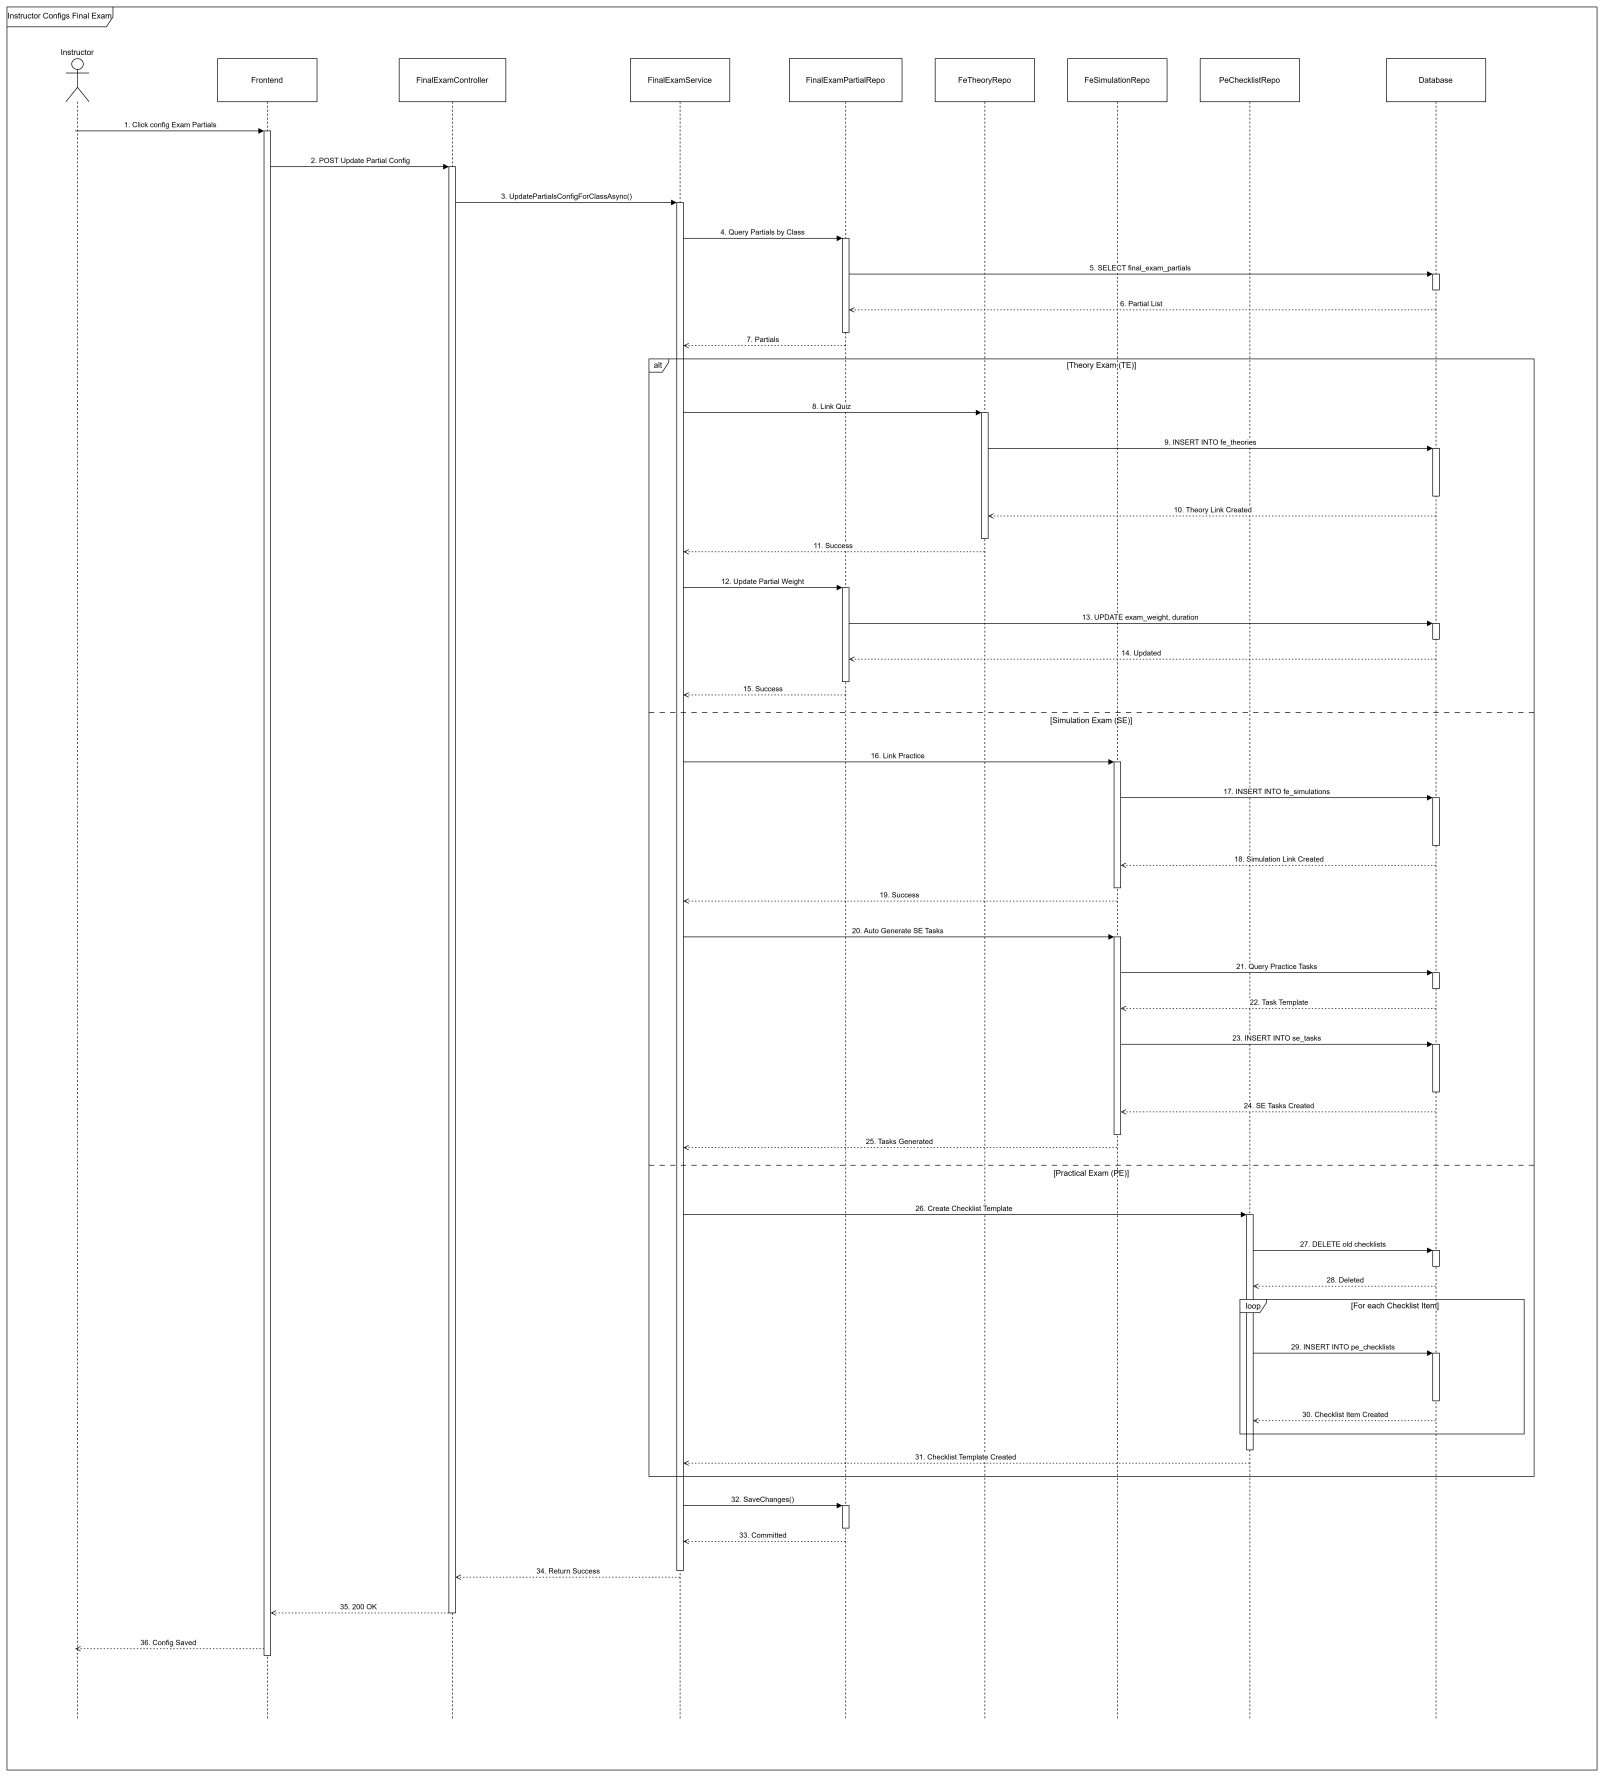 Instructor Configs Final Exam
Instructor
Frontend
FinalExamController
FinalExamService
FinalExamPartialRepo
FeTheoryRepo
FeSimulationRepo
PeChecklistRepo
Database
1. Click config Exam Partials
2. POST Update Partial Config
3. UpdatePartialsConfigForClassAsync()
4. Query Partials by Class
5. SELECT final_exam_partials
6. Partial List
7. Partials
alt
[Theory Exam (TE)]
8. Link Quiz
9. INSERT INTO fe_theories
10. Theory Link Created
11. Success
12. Update Partial Weight
13. UPDATE exam_weight, duration
14. Updated
15. Success
[Simulation Exam (SE)]
16. Link Practice
17. INSERT INTO fe_simulations
18. Simulation Link Created
19. Success
20. Auto Generate SE Tasks
21. Query Practice Tasks
22. Task Template
23. INSERT INTO se_tasks
24. SE Tasks Created
25. Tasks Generated
[Practical Exam (PE)]
26. Create Checklist Template
27. DELETE old checklists
28. Deleted
loop
[For each Checklist Item]
29. INSERT INTO pe_checklists
30. Checklist Item Created
31. Checklist Template Created
32. SaveChanges()
33. Committed
34. Return Success
35. 200 OK
36. Config Saved